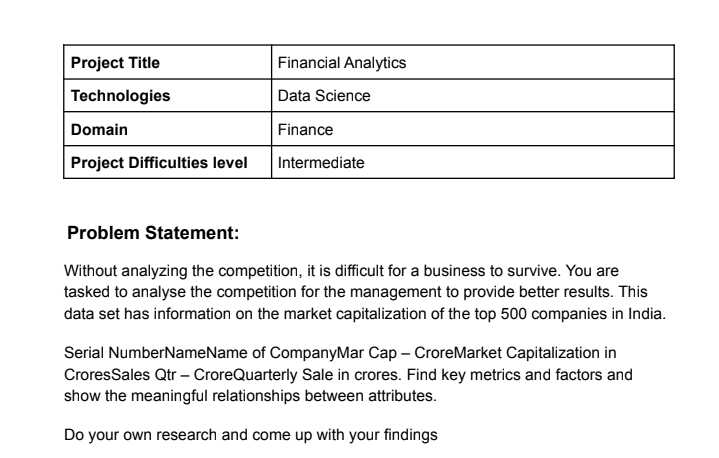 Project Title Financial Analytics
Technologies Data Science
Domain Finance
Project Difficulties level Intermediate
Problem Statement:
Without analyzing the competition, it is difficult for a business to survive. You are
tasked to analyse the competition for the management to provide better results. This
data set has information on the market capitalization of the top 500 companies in India.
Serial NumberNameName of CompanyMar Cap – CroreMarket Capitalization in
CroresSales Qtr – CroreQuarterly Sale in crores. Find key metrics and factors and
show the meaningful relationships between attributes.
Do your own research and come up with your findings